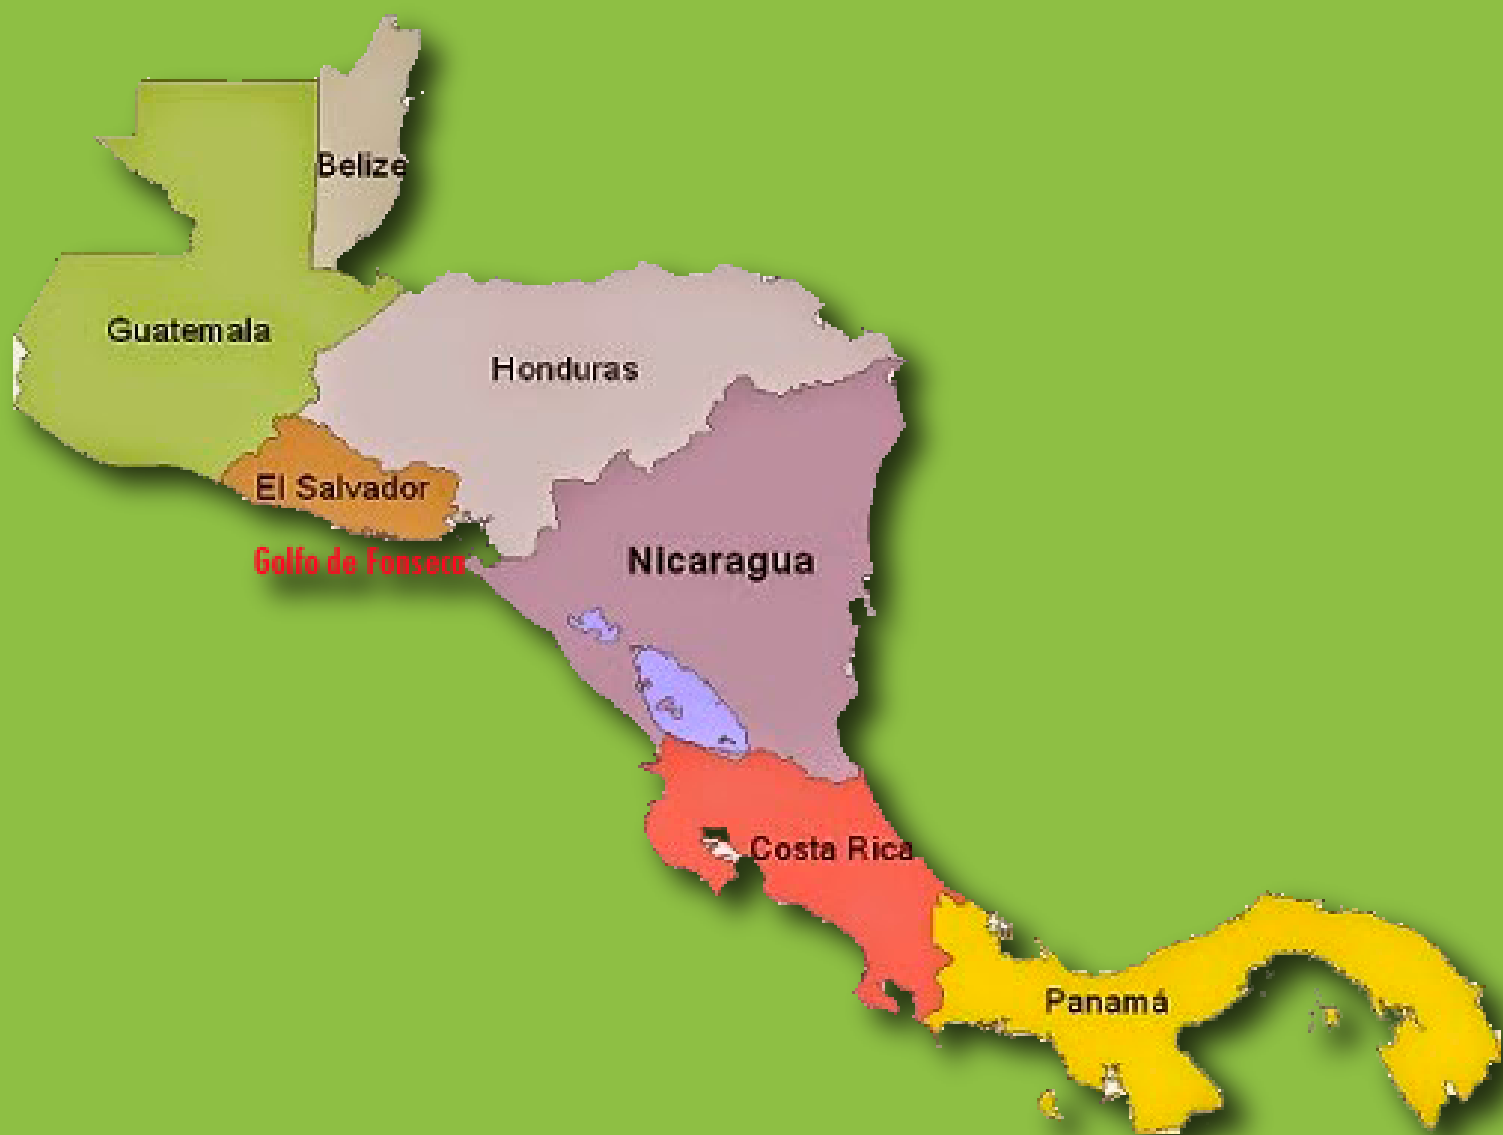 Belize
Guatemala
Honduras
El Salvador
Golfo de Fonseca
Nicaragua
Costa Rica
Panamá